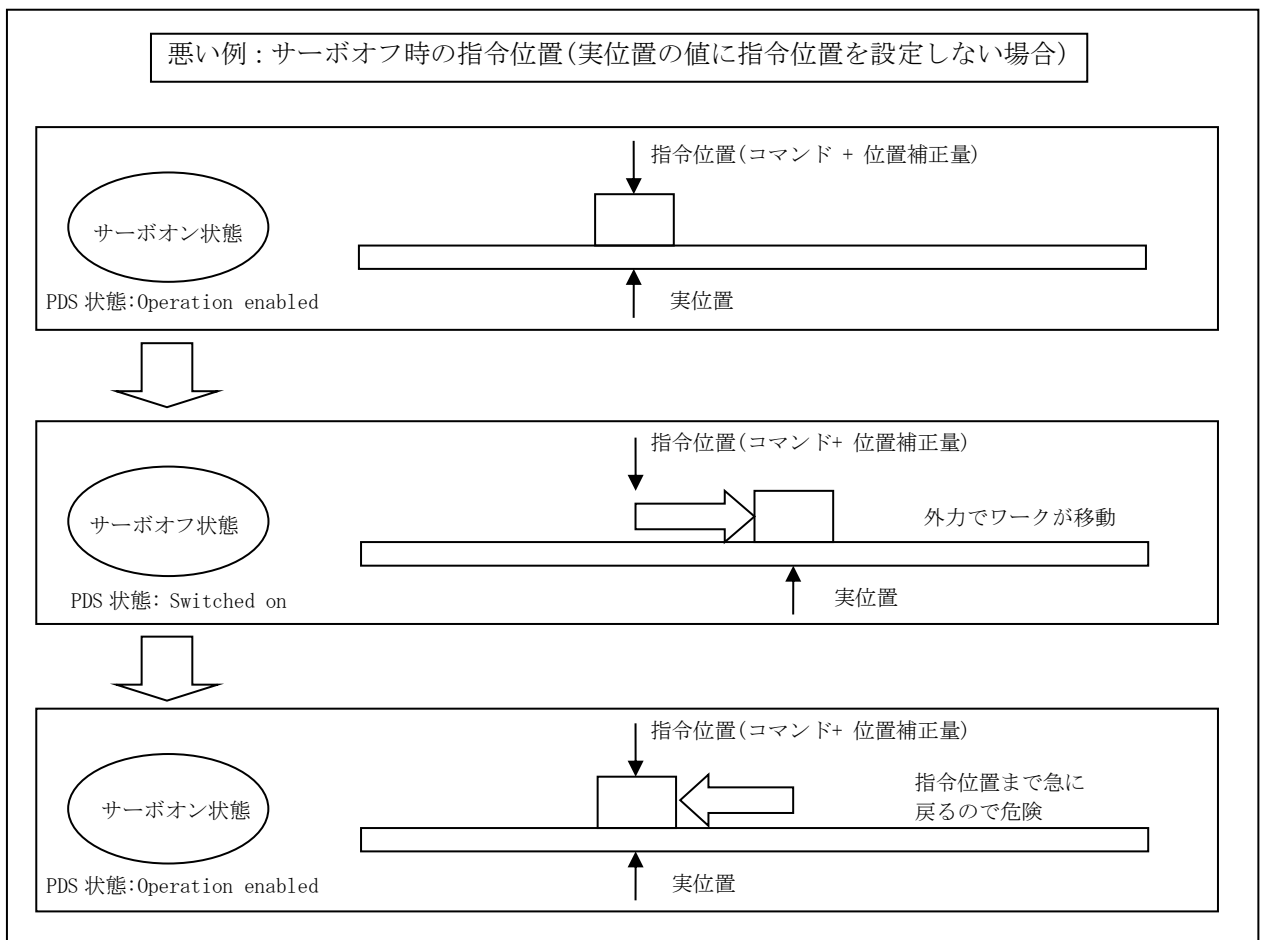 悪い例：サーボオフ時の指令位置(実位置の値に指令位置を設定しない場合)
指令位置(コマンド + 位置補正量)
サーボオン状態
PDS 状態:Operation enabled
実位置
指令位置(コマンド+ 位置補正量)
サーボオフ状態
外力でワークが移動
PDS 状態: Switched on
実位置
指令位置(コマンド+ 位置補正量)
サーボオン状態
指令位置まで急に
戻るので危険
PDS 状態:Operation enabled
実位置